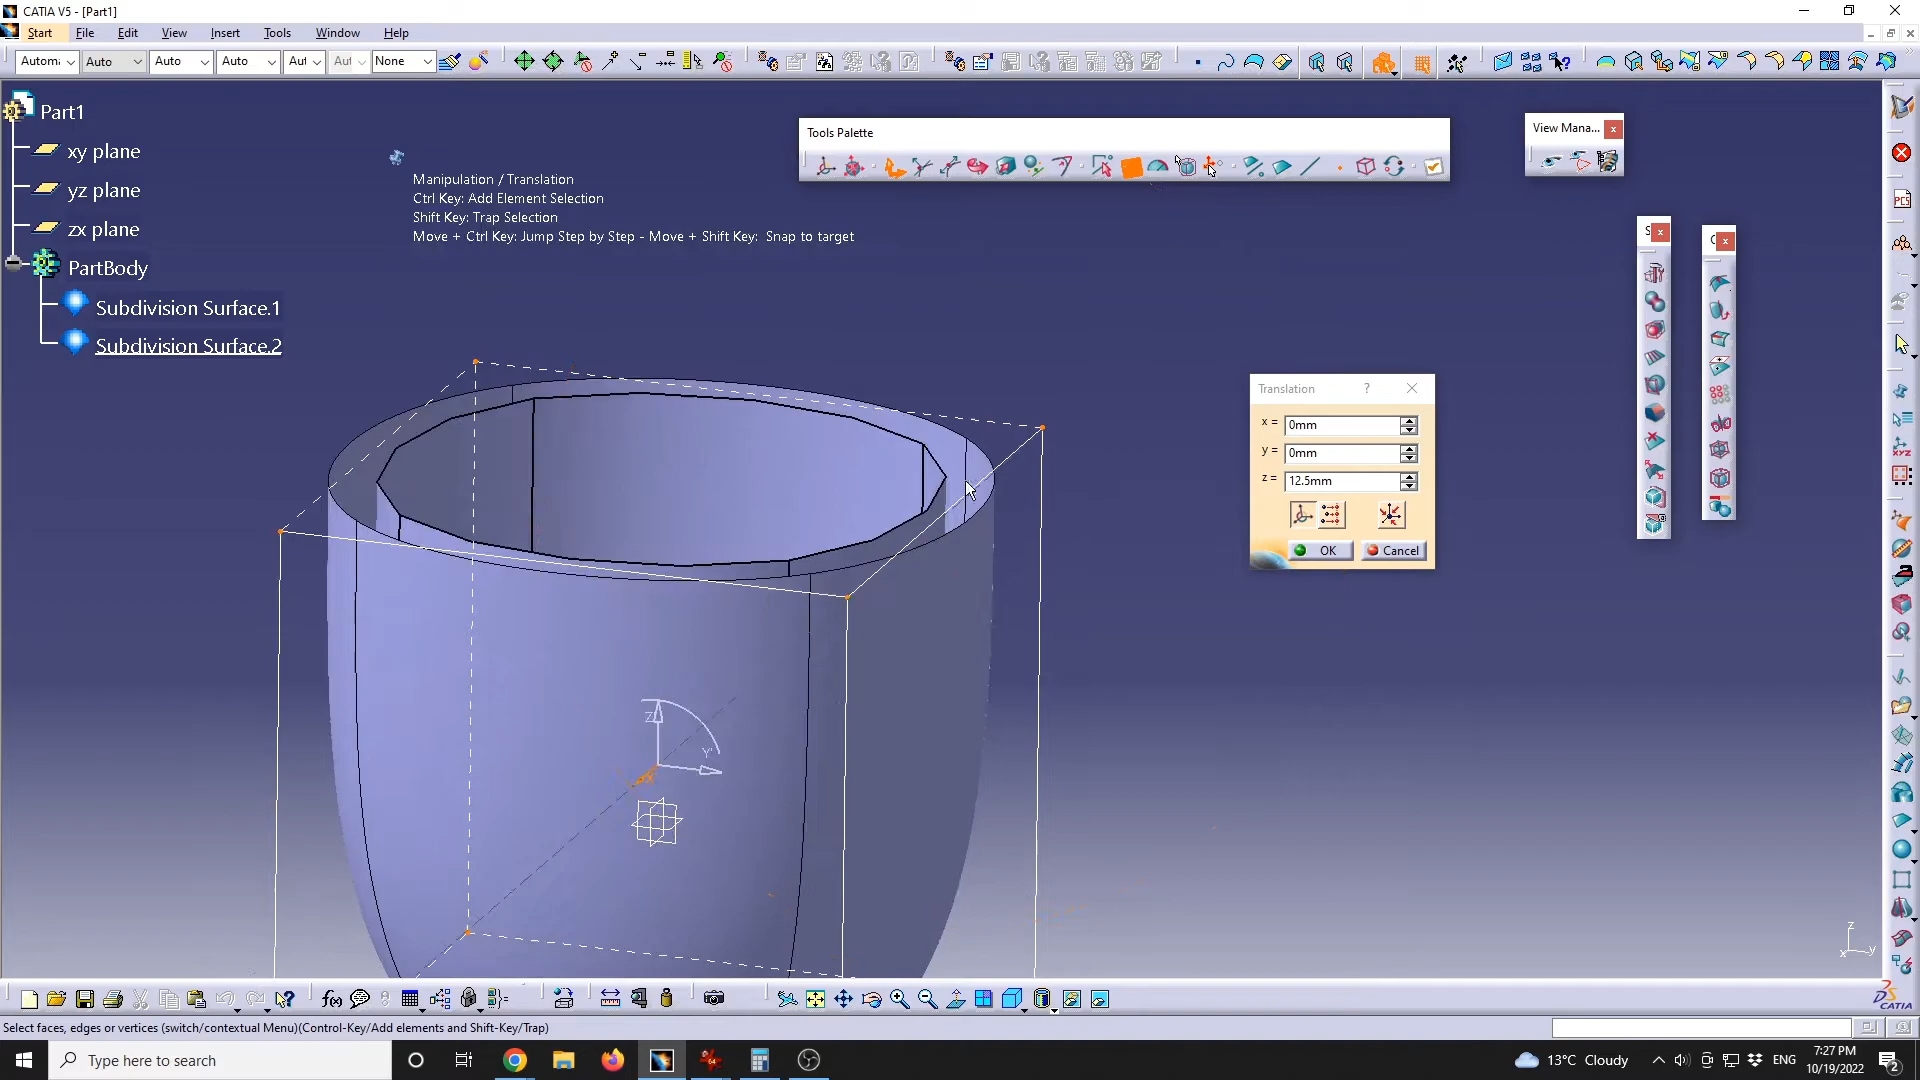 CATIA V5 - [Part1]
Start File Edit View Insert Tools Window Help
Auto Auto Auto None
Tools Palette
View Mana...
Part1
xy plane
yz plane
zx plane
PartBody
Subdivision Surface.1
Subdivision Surface.2
Manipulation / Translation
Ctrl Key: Add Element Selection
Shift Key: Trap Selection
Move + Ctrl Key: Jump Step by Step - Move + Shift Key: Snap to target
Translation ?
x = 0mm
y = 0mm
z = 12.5mm
OK Cancel
Z
Y'
z
x y
PCS
XYZ
f(x)
CATIA
Select faces, edges or vertices (switch/contextual Menu)(Control-Key/Add elements and Shift-Key/Trap)
Type here to search
13°C Cloudy
ENG
7:27 PM
10/19/2022
2